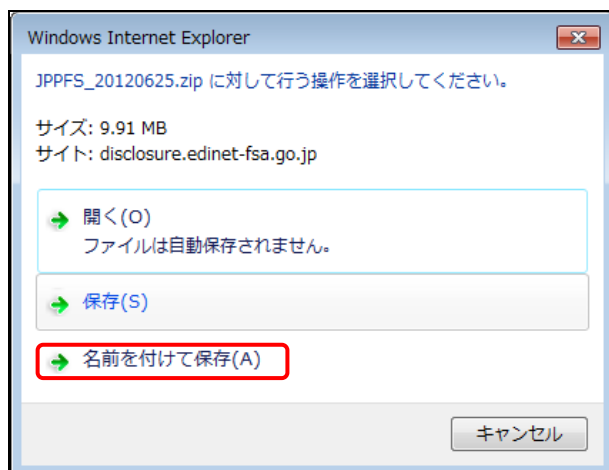 Windows Internet Explorer
JPPFS_20120625.zip に対して行う操作を選択してください。
サイズ: 9.91 MB
サイト: disclosure.edinet-fsa.go.jp
開く(O)
ファイルは自動保存されません。
保存(S)
名前を付けて保存(A)
キャンセル